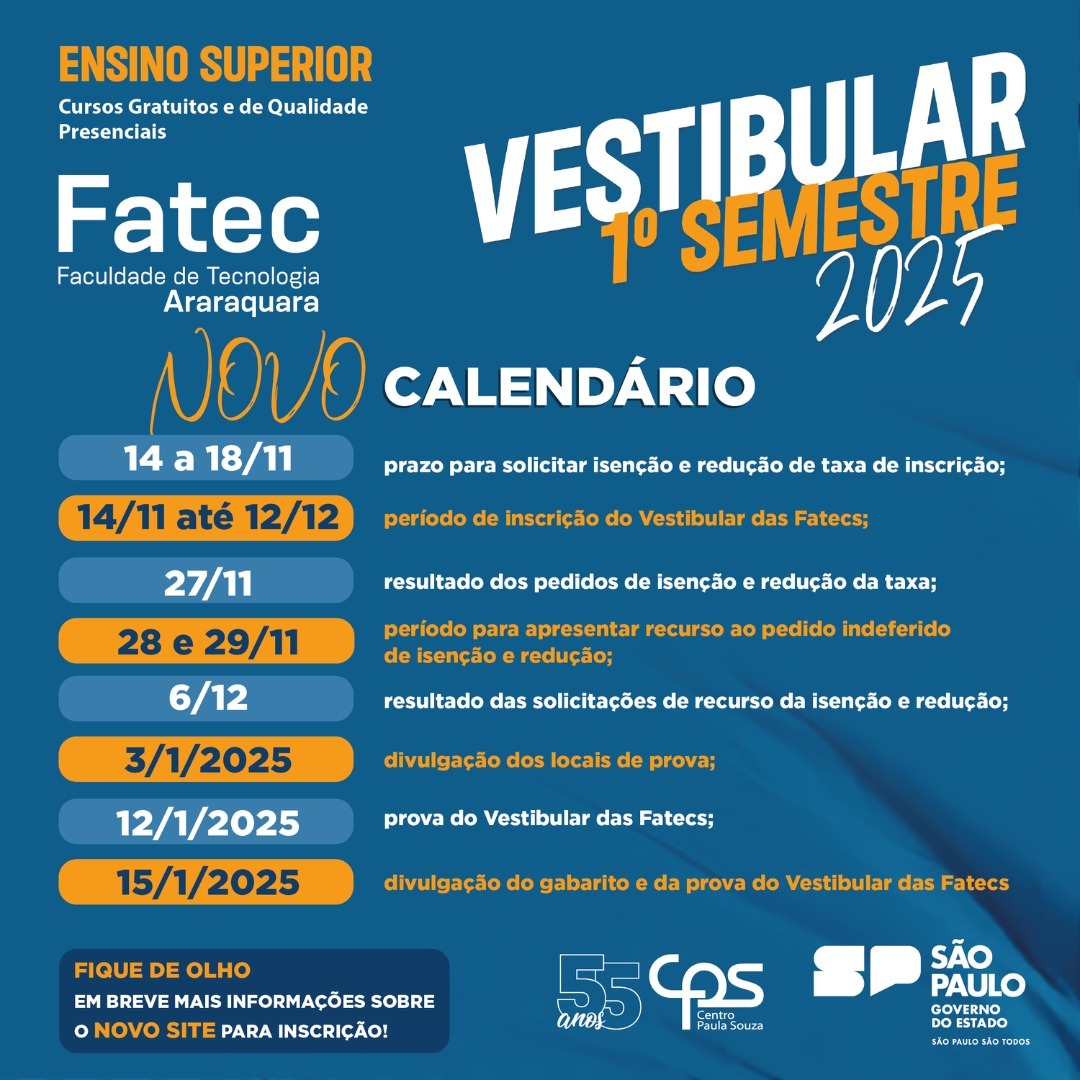 ENSINO SUPERIOR
Cursos Gratuitos e de Qualidade
Presenciais
VESTIBULAR
1º SEMESTRE
2025
Fatec
Faculdade de Tecnologia
Araraquara
NOVO CALENDÁRIO
14 a 18/11 prazo para solicitar isenção e redução de taxa de inscrição;
14/11 até 12/12 período de inscrição do Vestibular das Fatecs;
27/11 resultado dos pedidos de isenção e redução da taxa;
28 e 29/11 período para apresentar recurso ao pedido indeferido
de isenção e redução;
6/12 resultado das solicitações de recurso da isenção e redução;
3/1/2025 divulgação dos locais de prova;
12/1/2025 prova do Vestibular das Fatecs;
15/1/2025 divulgação do gabarito e da prova do Vestibular das Fatecs
FIQUE DE OLHO
EM BREVE MAIS INFORMAÇÕES SOBRE
O NOVO SITE PARA INSCRIÇÃO!
55
anos
cps
Centro
Paula Souza
SP
SÃO
PAULO
GOVERNO
DO ESTADO
SÃO PAULO SÃO TODOS